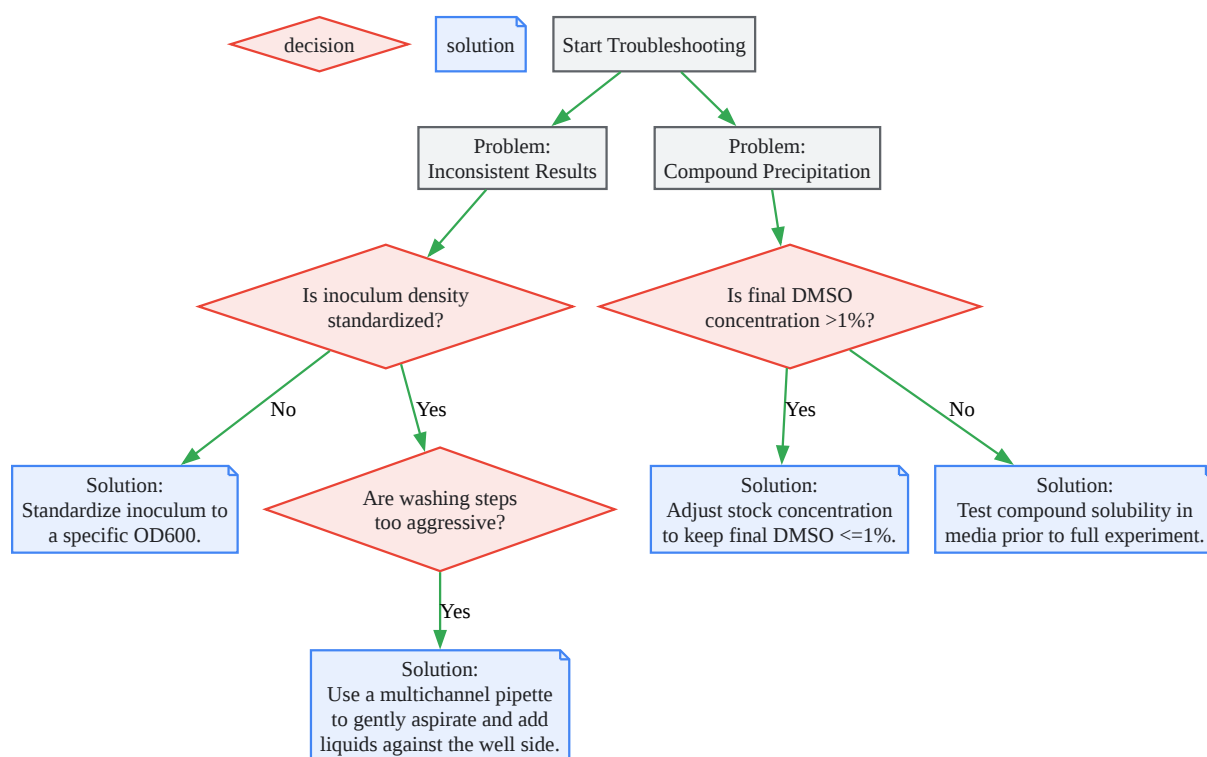 decision
solution
Start Troubleshooting
Problem:
Inconsistent Results
Problem:
Compound Precipitation
Is inoculum density
standardized?
Is final DMSO
concentration >1%?
No
Yes
Yes
No
Solution:
Standardize inoculum to
a specific OD600.
Are washing steps
too aggressive?
Solution:
Adjust stock concentration
to keep final DMSO <=1%.
Solution:
Test compound solubility in
media prior to full experiment.
Yes
Solution:
Use a multichannel pipette
to gently aspirate and add
liquids against the well side.